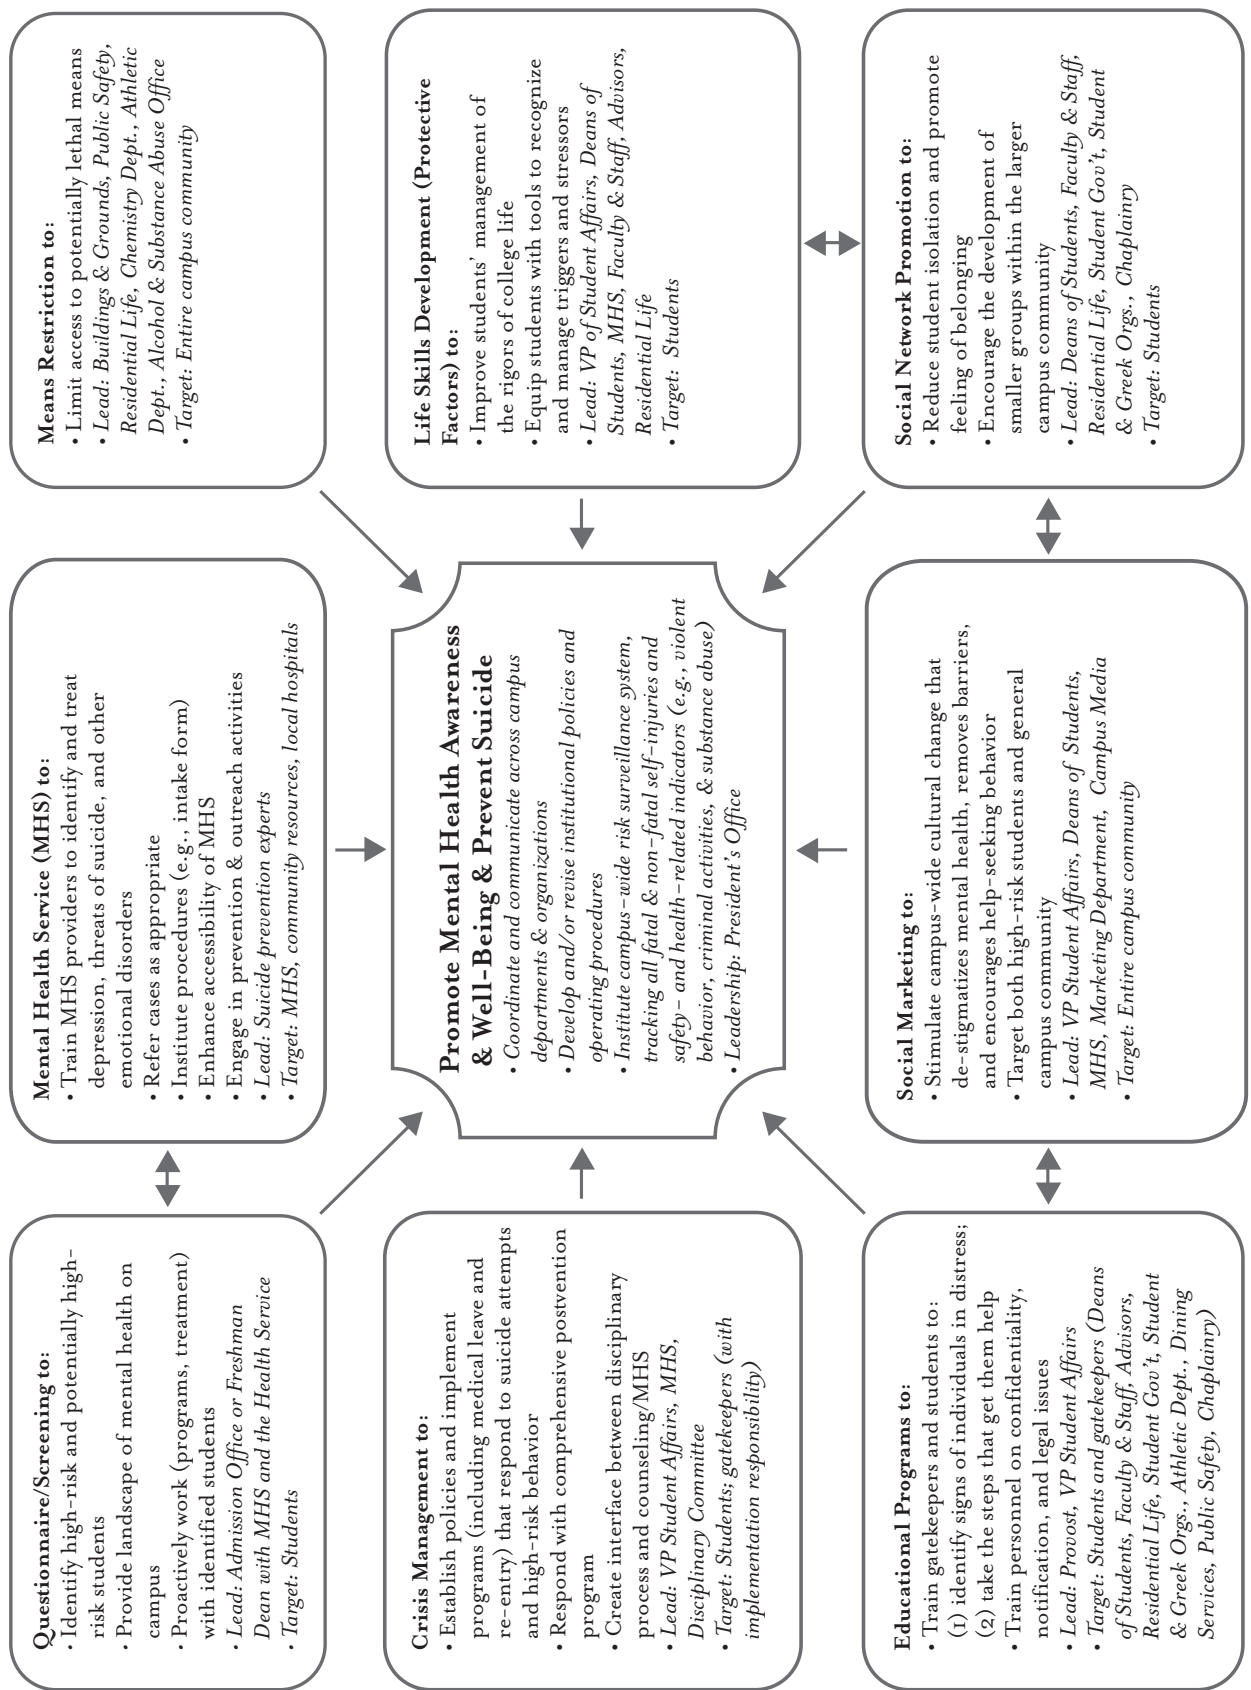 Questionnaire/Screening to:
• Identify high-risk and potentially high-
risk students
• Provide landscape of mental health on
campus
• Proactively work (programs, treatment)
with identified students
• Lead: Admission Office or Freshman
Dean with MHS and the Health Service
• Target: Students
Mental Health Service (MHS) to:
• Train MHS providers to identify and treat
depression, threats of suicide, and other
emotional disorders
• Refer cases as appropriate
• Institute procedures (e.g., intake form)
• Enhance accessibility of MHS
• Engage in prevention & outreach activities
• Lead: Suicide prevention experts
• Target: MHS, community resources, local hospitals
Means Restriction to:
• Limit access to potentially lethal means
• Lead: Buildings & Grounds, Public Safety,
Residential Life, Chemistry Dept., Athletic
Dept., Alcohol & Substance Abuse Office
• Target: Entire campus community
Crisis Management to:
• Establish policies and implement
programs (including medical leave and
re-entry) that respond to suicide attempts
and high-risk behavior
• Respond with comprehensive postvention
program
• Create interface between disciplinary
process and counseling/MHS
• Lead: VP Student Affairs, MHS,
Disciplinary Committee
• Target: Students; gatekeepers (with
implementation responsibility)
Promote Mental Health Awareness
& Well-Being & Prevent Suicide
• Coordinate and communicate across campus
departments & organizations
• Develop and/or revise institutional policies and
operating procedures
• Institute campus-wide risk surveillance system,
tracking all fatal & non-fatal self-injuries and
safety- and health-related indicators (e.g., violent
behavior, criminal activities, & substance abuse)
• Leadership: President's Office
Life Skills Development (Protective
Factors) to:
• Improve students' management of
the rigors of college life
• Equip students with tools to recognize
and manage triggers and stressors
• Lead: VP of Student Affairs, Deans of
Students, MHS, Faculty & Staff, Advisors,
Residential Life
• Target: Students
Educational Programs to:
• Train gatekeepers and students to:
(1) identify signs of individuals in distress;
(2) take the steps that get them help
• Train personnel on confidentiality,
notification, and legal issues
• Lead: Provost, VP Student Affairs
• Target: Students and gatekeepers (Deans
of Students, Faculty & Staff, Advisors,
Residential Life, Student Gov't, Student
& Greek Orgs., Athletic Dept., Dining
Services, Public Safety, Chaplainry)
Social Marketing to:
• Stimulate campus-wide cultural change that
de-stigmatizes mental health, removes barriers,
and encourages help-seeking behavior
• Target both high-risk students and general
campus community
• Lead: VP Student Affairs, Deans of Students,
MHS, Marketing Department, Campus Media
• Target: Entire campus community
Social Network Promotion to:
• Reduce student isolation and promote
feeling of belonging
• Encourage the development of
smaller groups within the larger
campus community
• Lead: Deans of Students, Faculty & Staff,
Residential Life, Student Gov't, Student
& Greek Orgs., Chaplainry
• Target: Students